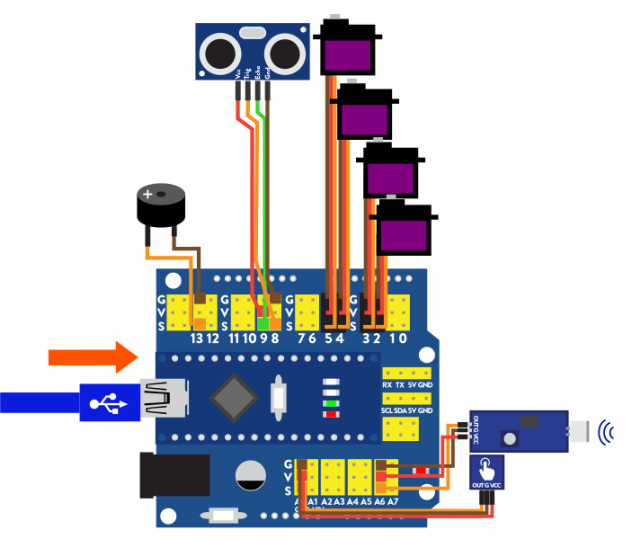 Vcc
Trig
Echo
Gnd
+
G
V
S
G
V
S
G
V
S
G
V
S
13 12
11 10
9 8
7 6
5 4
3 2
1 0
RX TX 5V GND
SCL SDA 5V GND
OUT G VCC
G
V
S
A1 A2 A3 A4 A5 A6 A7
OUT G VCC